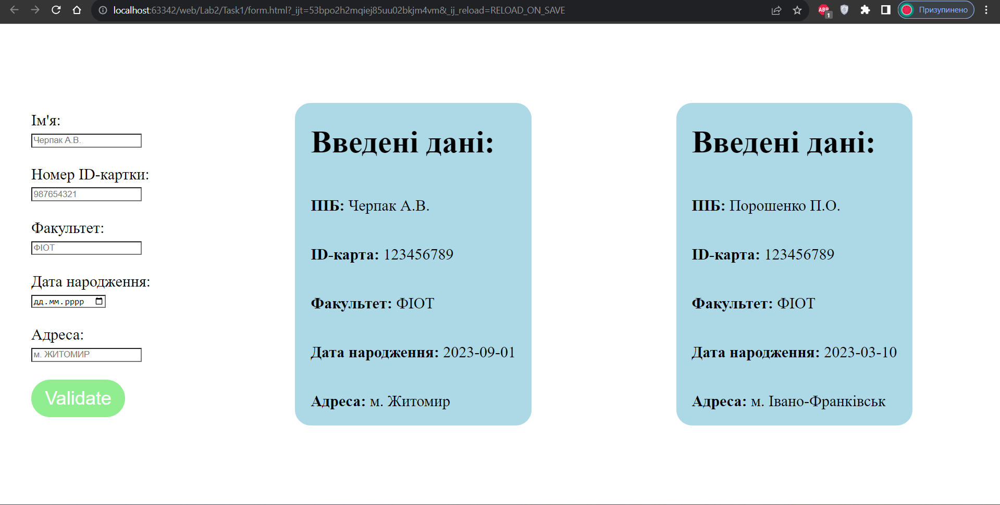 localhost:63342/web/Lab2/Task1/form.html?_ijt=53bpo2h2mqiej85uu02bkjm4vm&_ij_reload=RELOAD_ON_SAVE
ABP
1
Призупинено
Ім'я:
Черпак А.В.
Номер ID-картки:
987654321
Факультет:
ФІОТ
Дата народження:
дд.мм.рррр
Адреса:
м. ЖИТОМИР
Validate
Введені дані:
ПІБ: Черпак А.В.
ID-карта: 123456789
Факультет: ФІОТ
Дата народження: 2023-09-01
Адреса: м. Житомир
Введені дані:
ПІБ: Порошенко П.О.
ID-карта: 123456789
Факультет: ФІОТ
Дата народження: 2023-03-10
Адреса: м. Івано-Франківськ